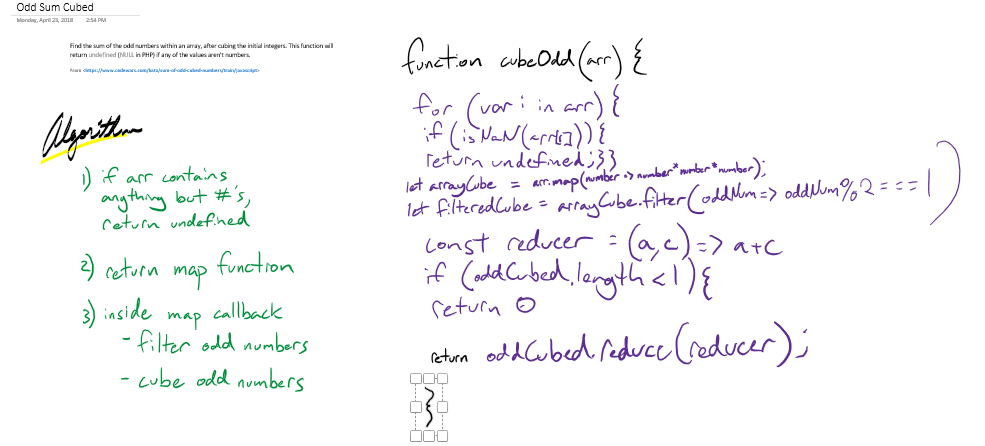 Odd Sum Cubed
Monday, April 23, 2018 2:54 PM
Find the sum of the odd numbers within an array, after cubing the initial integers. This function will
return undefined (NULL in PHP) if any of the values aren't numbers.
From <https://www.codewars.com/kata/sum-of-odd-cubed-numbers/train/javascript>
Algorithm
1) if arr contains
anything but #'s,
return undefined
2) return map function
3) inside map callback
- filter odd numbers
- cube odd numbers
function cubeOdd(arr) {
for (var i in arr) {
if (isNaN(arr[i])){
return undefined;}}
let arrayCube = arr.map(number => number*number*number);
let filteredCube = arrayCube.filter(oddNum => oddNum%2===1)
const reducer = (a,c) => a+c
if (oddCubed.length<1){
return 0
return oddCubed.reduce(reducer);
}